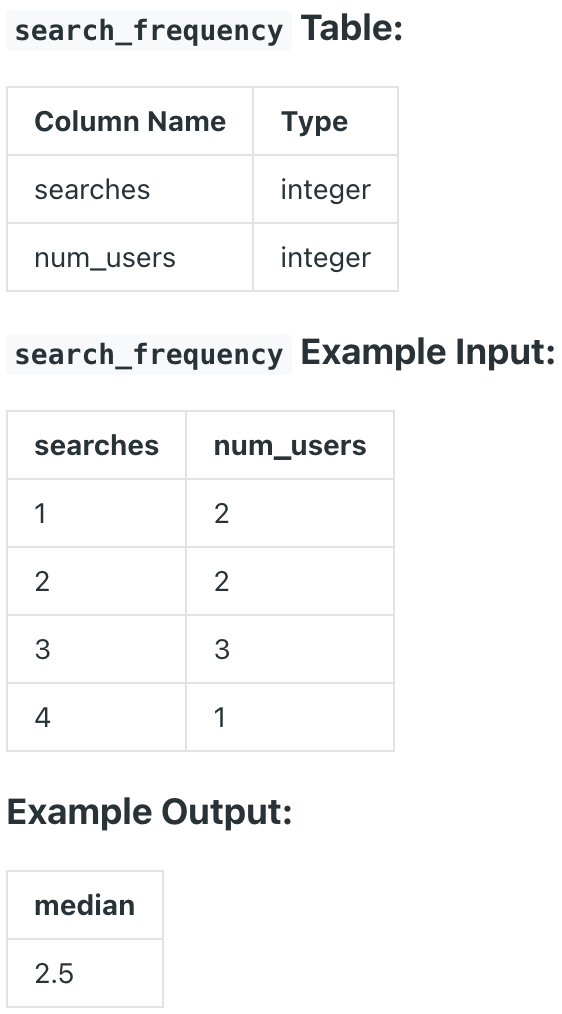 search_frequency Table:
Column Name Type
searches integer
num_users integer
search_frequency Example Input:
searches num_users
1 2
2 2
3 3
4 1
Example Output:
median
2.5